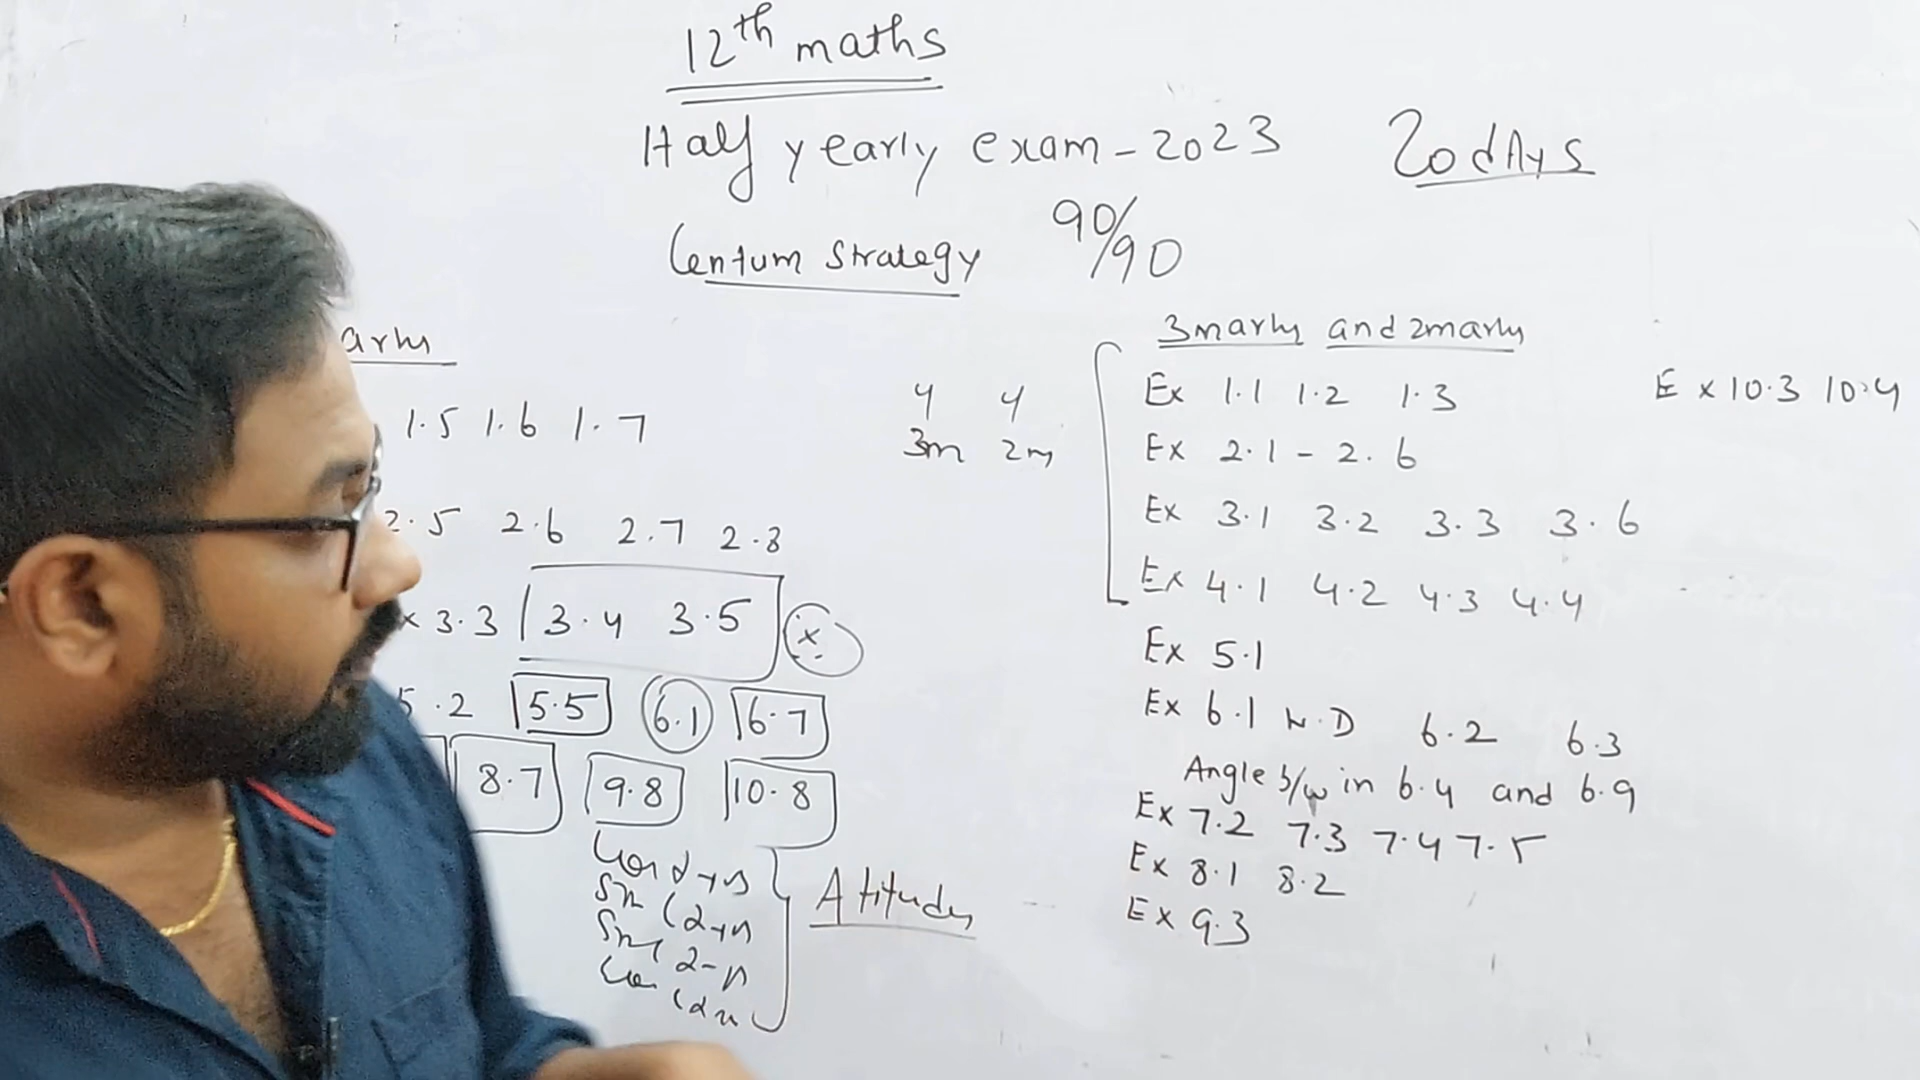 12th maths
Half yearly exam - 2023 20 dAys
Centum Strategy 90/90
arks
1.5 1.6 1.7
2.5 2.6 2.7 2.8
x 3.3 3.4 3.5 x
5.2 5.5 6.1 6.7
8.7 9.8 10.8
Atitudes
4 4
3m 2m
3marks and 2marks
Ex 1.1 1.2 1.3
Ex 2.1 - 2.6
Ex 3.1 3.2 3.3 3.6
Ex 4.1 4.2 4.3 4.4
Ex 5.1
Ex 6.1 W.D 6.2 6.3
Angle b/w in 6.4 and 6.9
Ex 7.2 7.3 7.4 7.5
Ex 8.1 8.2
Ex 9.3
Ex 10.3 10.4